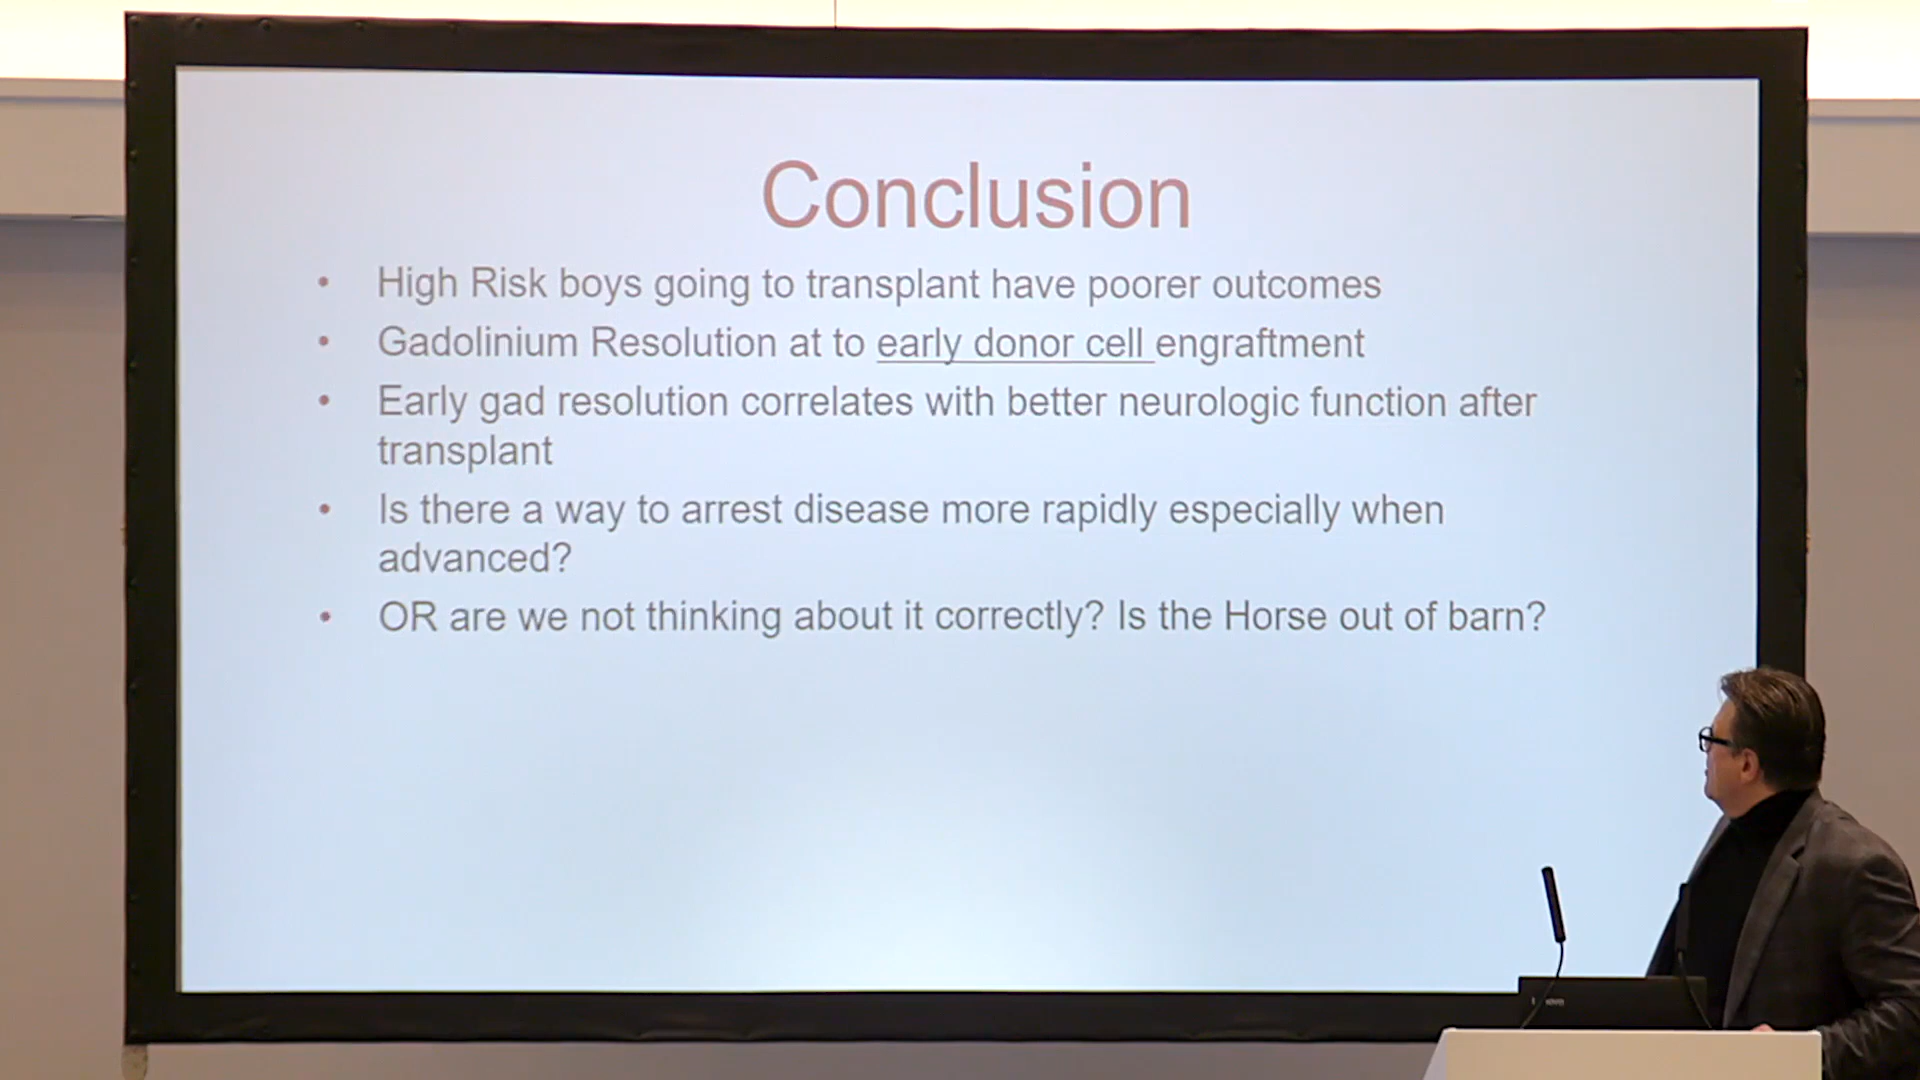 Conclusion
• High Risk boys going to transplant have poorer outcomes
• Gadolinium Resolution at to early donor cell engraftment
• Early gad resolution correlates with better neurologic function after
transplant
• Is there a way to arrest disease more rapidly especially when
advanced?
• OR are we not thinking about it correctly? Is the Horse out of barn?